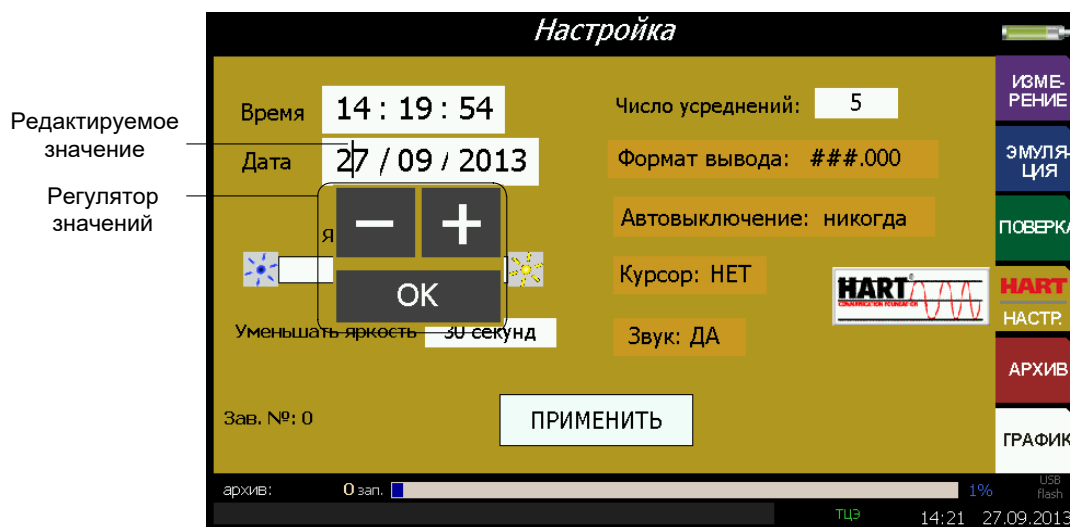 Настройка
Редактируемое
значение
Регулятор
значений
Время 14 : 19 : 54
Дата 27 / 09 / 2013
Я
− +
OK
Уменьшать яркость 30 секунд
Зав. №: 0
Число усреднений: 5
Формат вывода: ###.000
Автовыключение: никогда
Курсор: НЕТ
Звук: ДА
HART
ПРИМЕНИТЬ
ИЗМЕ-
РЕНИЕ
ЭМУЛЯ-
ЦИЯ
ПОВЕРКА
HART
НАСТР.
АРХИВ
ГРАФИК
архив: 0 зап. 1%
USB
flash
ТЦЭ 14:21 27.09.2013